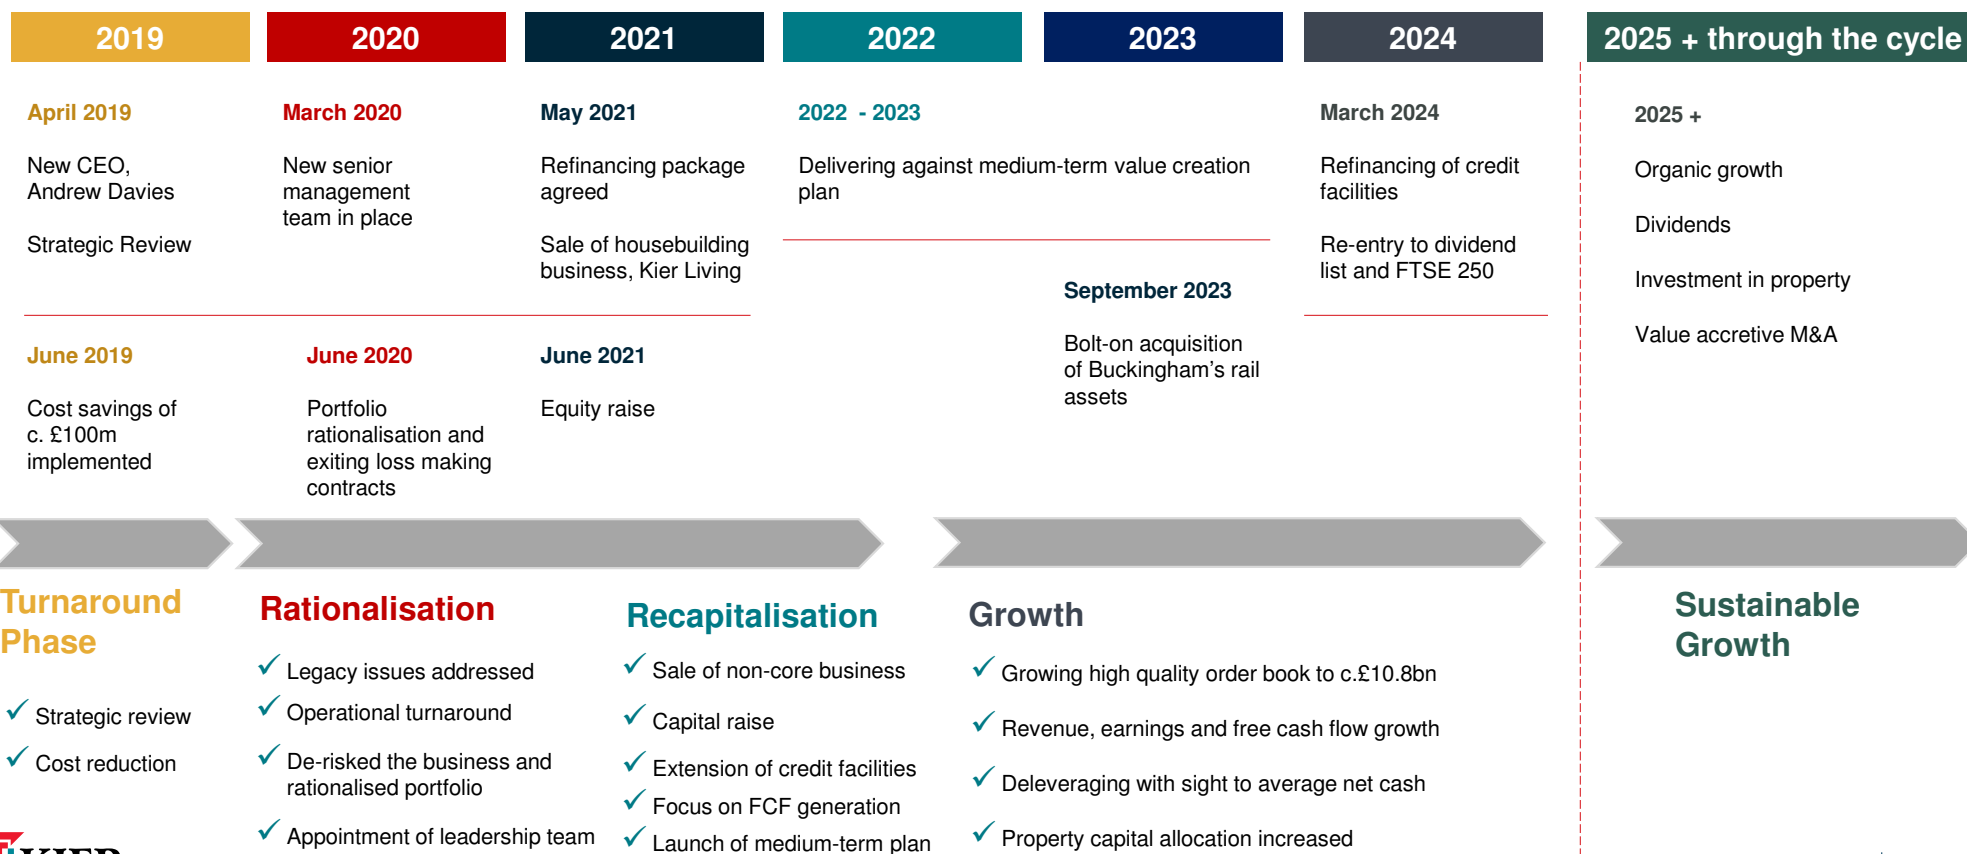 2019
2020
2021
2022
2023
2024
2025 + through the cycle
April 2019
New CEO,
Andrew Davies
Strategic Review
March 2020
New senior
management
team in place
May 2021
Refinancing package
agreed
Sale of housebuilding
business, Kier Living
2022 - 2023
Delivering against medium-term value creation
plan
March 2024
Refinancing of credit
facilities
Re-entry to dividend
list and FTSE 250
2025 +
Organic growth
Dividends
Investment in property
Value accretive M&A
June 2019
Cost savings of
c. £100m
implemented
June 2020
Portfolio
rationalisation and
exiting loss making
contracts
June 2021
Equity raise
September 2023
Bolt-on acquisition
of Buckingham's rail
assets
Turnaround
Phase
Strategic review
Cost reduction
Rationalisation
Legacy issues addressed
Operational turnaround
De-risked the business and
rationalised portfolio
Appointment of leadership team
Recapitalisation
Sale of non-core business
Capital raise
Extension of credit facilities
Focus on FCF generation
Launch of medium-term plan
Growth
Growing high quality order book to c.£10.8bn
Revenue, earnings and free cash flow growth
Deleveraging with sight to average net cash
Property capital allocation increased
Sustainable
Growth
KIER